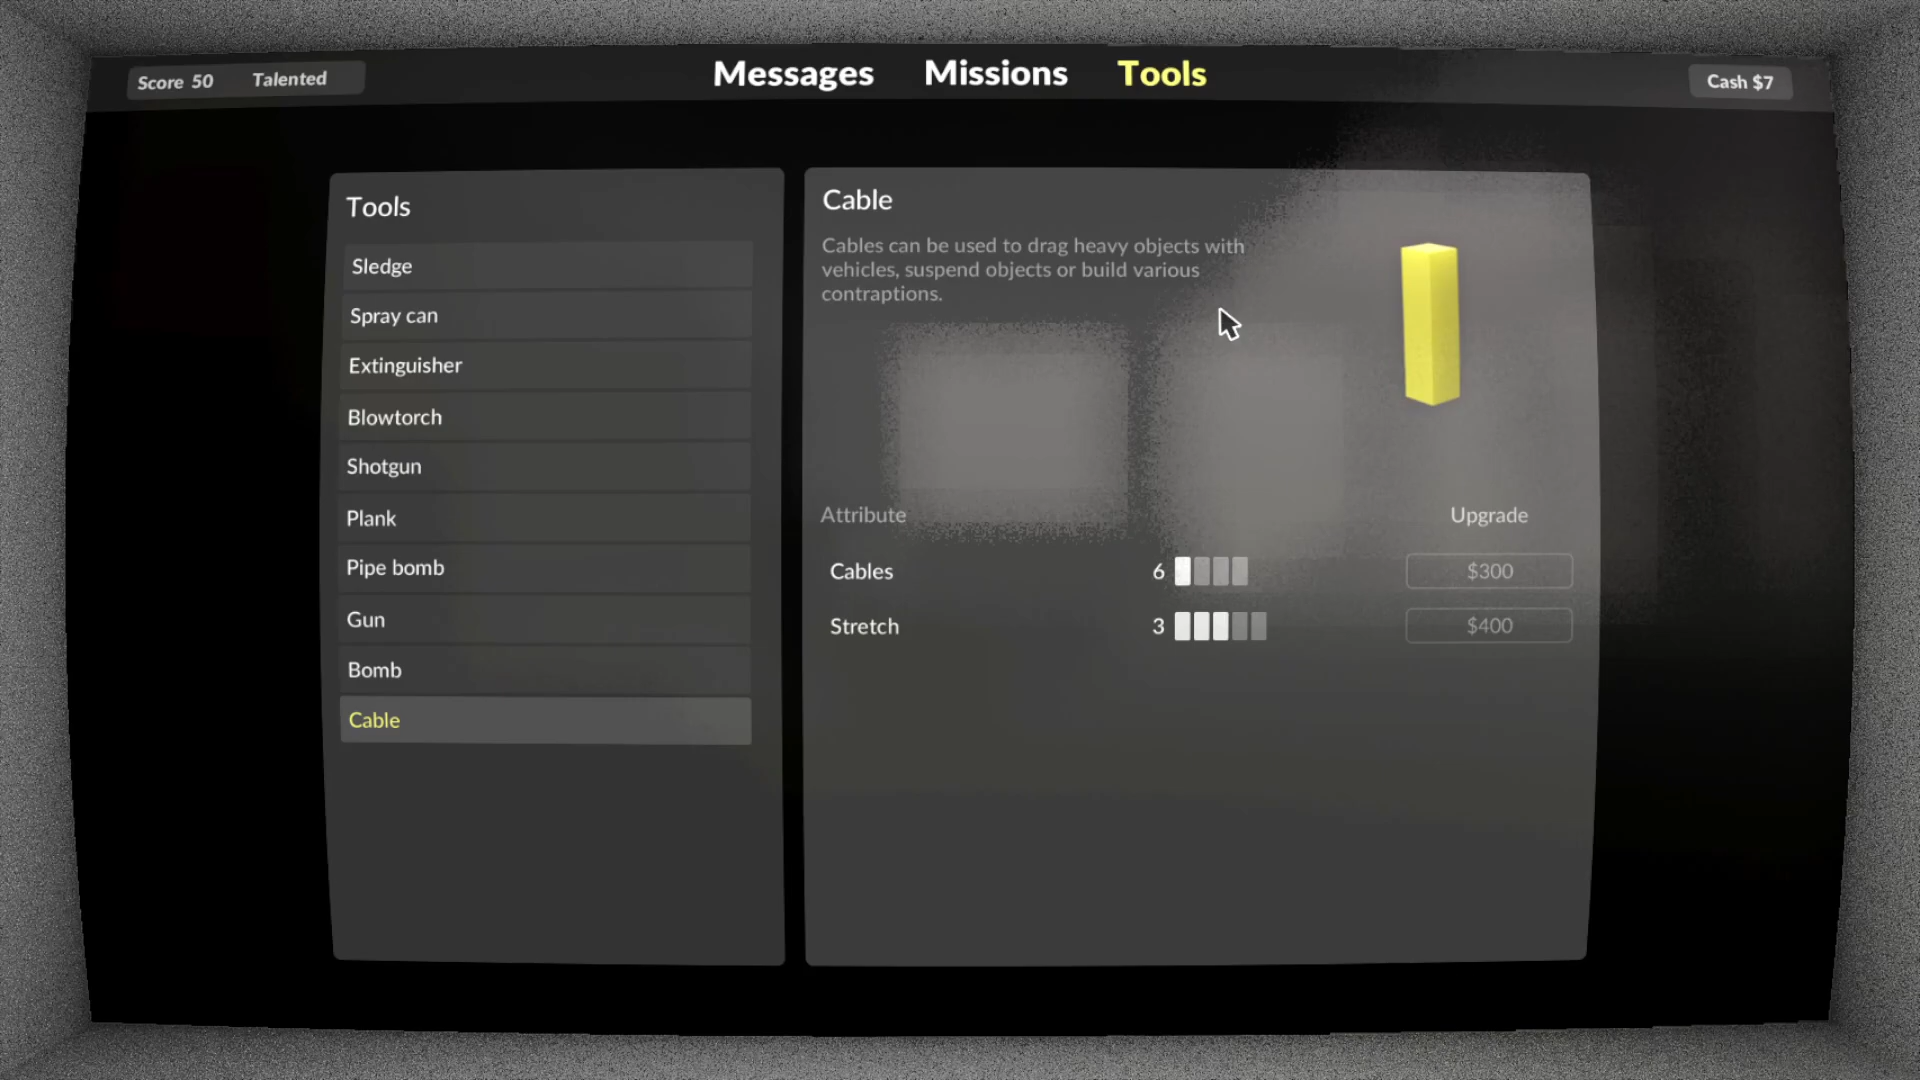 Score 50 Talented
Messages Missions Tools
Cash $7
Tools
Sledge
Spray can
Extinguisher
Blowtorch
Shotgun
Plank
Pipe bomb
Gun
Bomb
Cable
Cable
Cables can be used to drag heavy objects with
vehicles, suspend objects or build various
contraptions.
Attribute Upgrade
Cables 6 $300
Stretch 3 $400